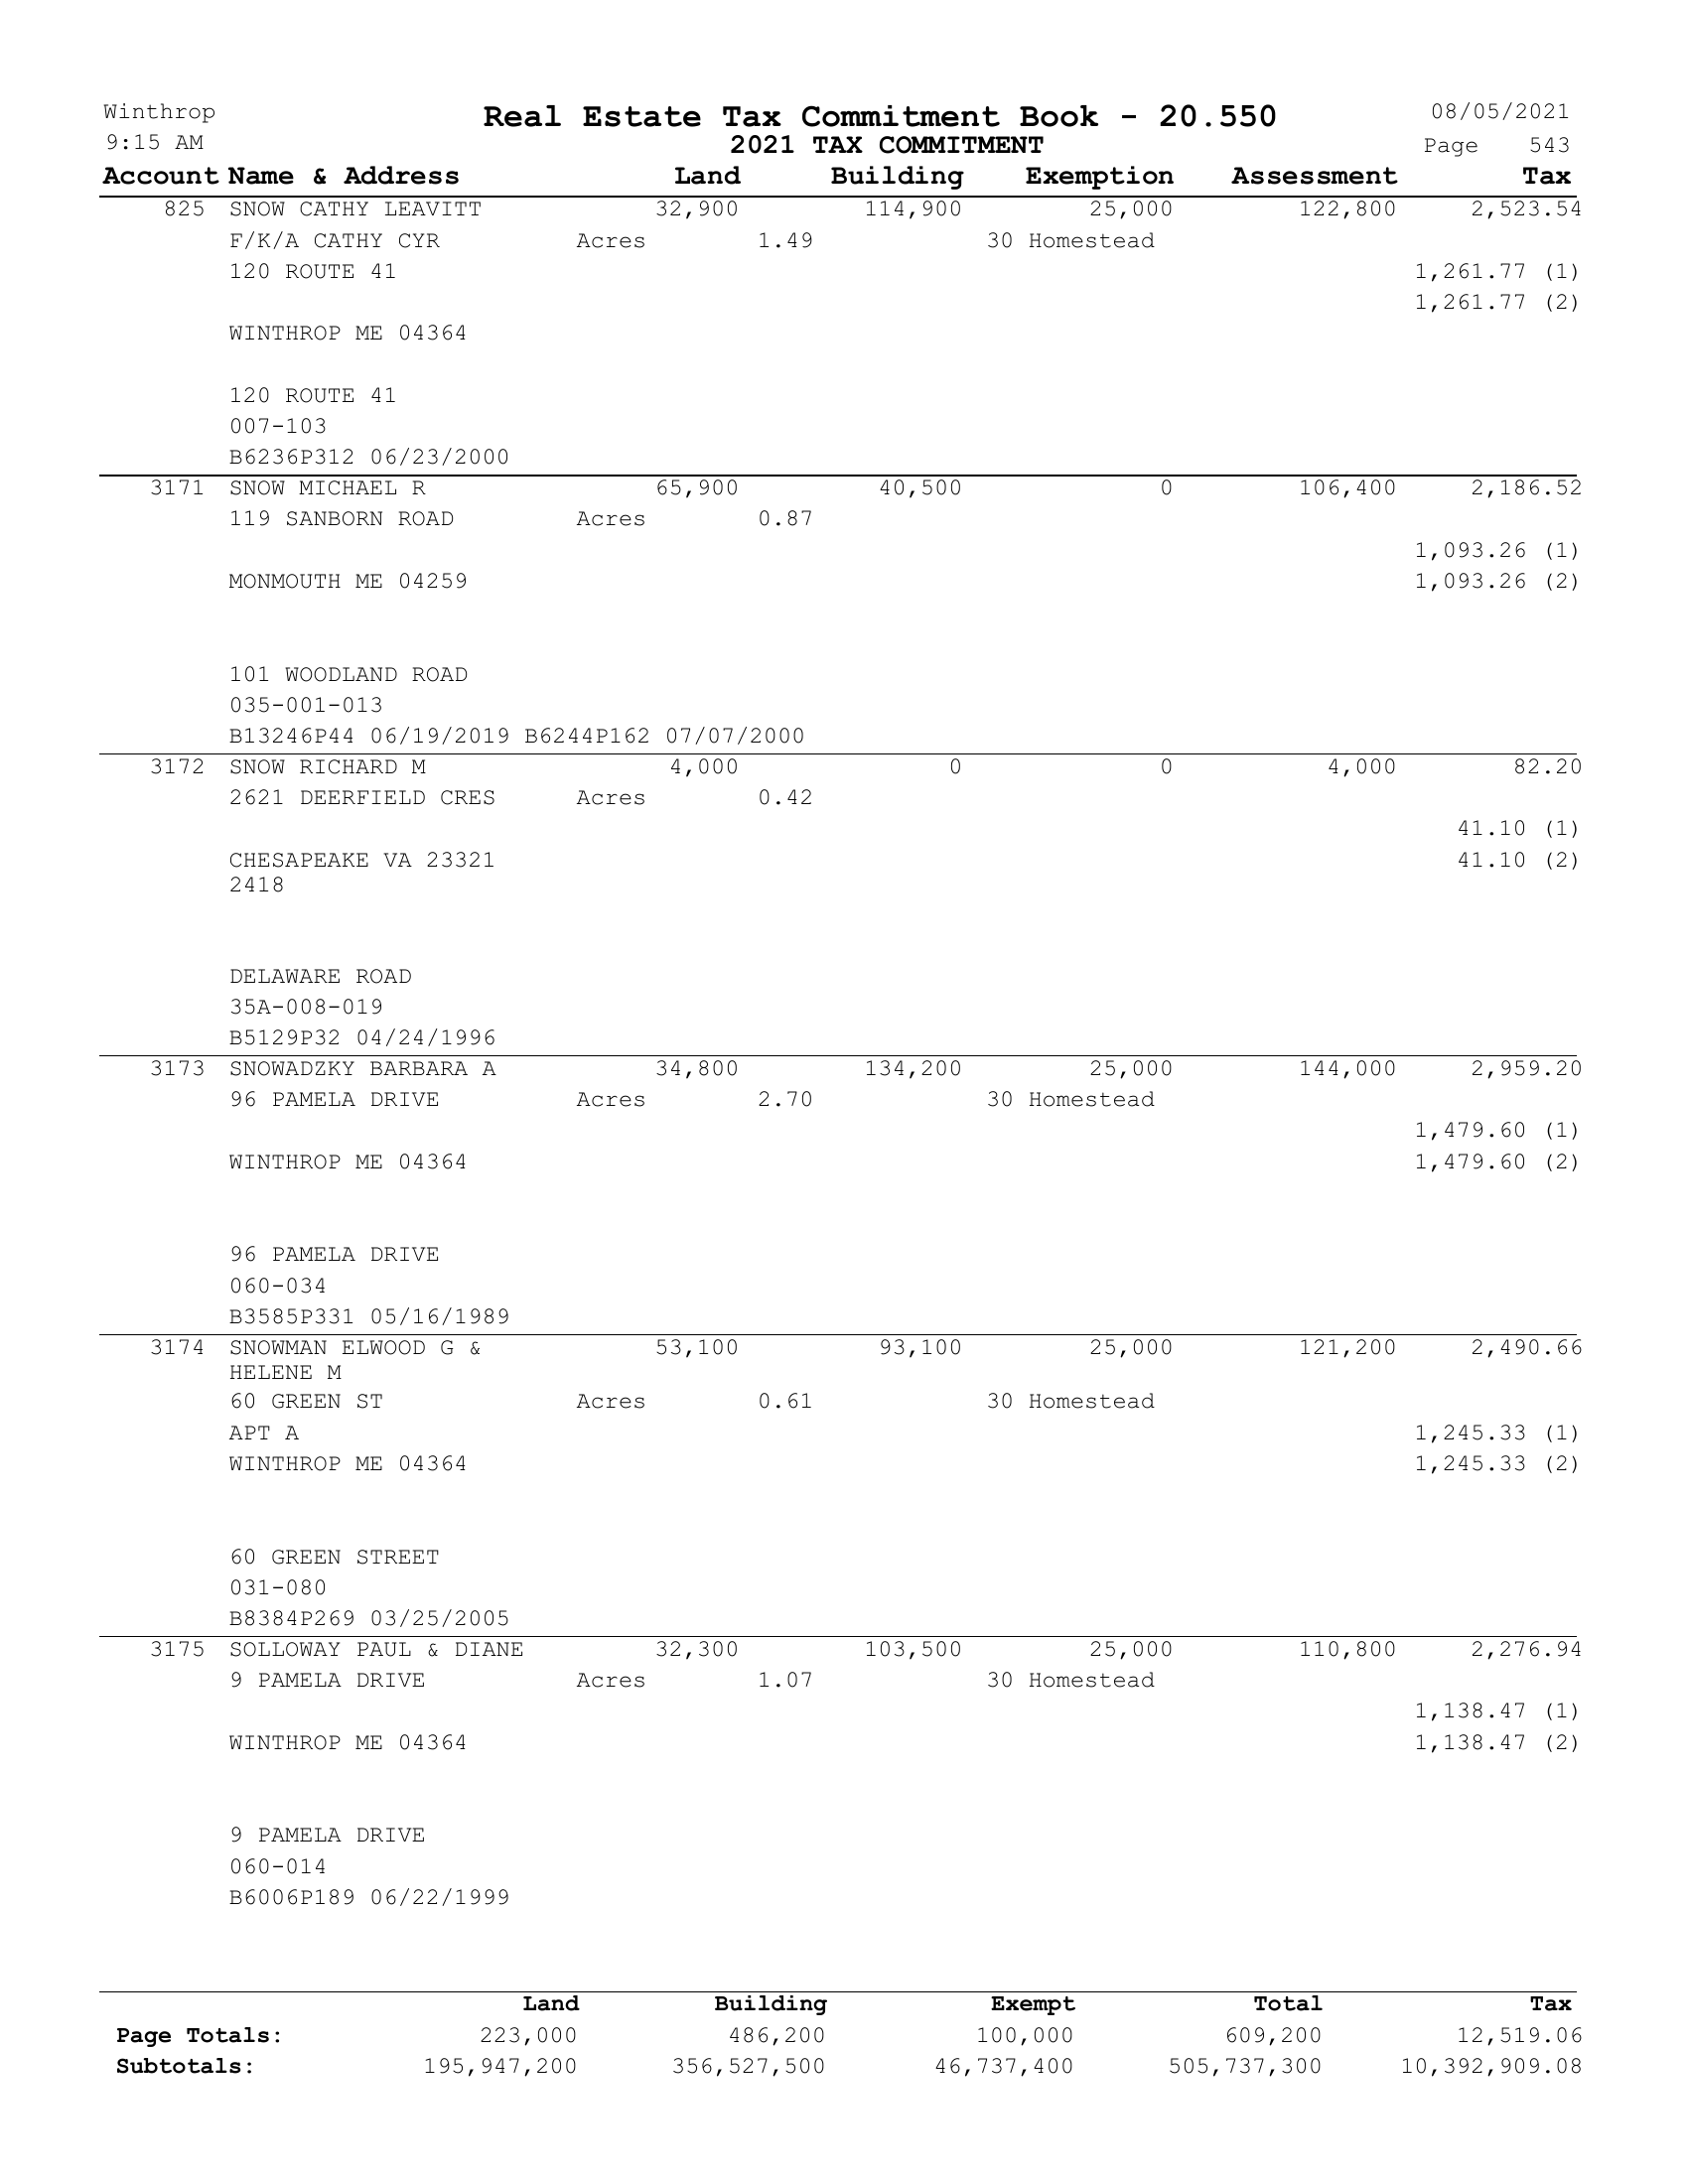 Winthrop Real Estate Tax Commitment Book - 20.550 08/05/2021
9:15 AM 2021 TAX COMMITMENT Page 543
Account Name & Address Land Building Exemption Assessment Tax
825 SNOW CATHY LEAVITT 32,900 114,900 25,000 122,800 2,523.54
F/K/A CATHY CYR Acres 1.49 30 Homestead
120 ROUTE 41 1,261.77 (1)
1,261.77 (2)
WINTHROP ME 04364
120 ROUTE 41
007-103
B6236P312 06/23/2000
3171 SNOW MICHAEL R 65,900 40,500 0 106,400 2,186.52
119 SANBORN ROAD Acres 0.87
1,093.26 (1)
MONMOUTH ME 04259 1,093.26 (2)
101 WOODLAND ROAD
035-001-013
B13246P44 06/19/2019 B6244P162 07/07/2000
3172 SNOW RICHARD M 4,000 0 0 4,000 82.20
2621 DEERFIELD CRES Acres 0.42
41.10 (1)
CHESAPEAKE VA 23321 41.10 (2)
2418
DELAWARE ROAD
35A-008-019
B5129P32 04/24/1996
3173 SNOWADZKY BARBARA A 34,800 134,200 25,000 144,000 2,959.20
96 PAMELA DRIVE Acres 2.70 30 Homestead
1,479.60 (1)
WINTHROP ME 04364 1,479.60 (2)
96 PAMELA DRIVE
060-034
B3585P331 05/16/1989
3174 SNOWMAN ELWOOD G & 53,100 93,100 25,000 121,200 2,490.66
HELENE M
60 GREEN ST Acres 0.61 30 Homestead
APT A 1,245.33 (1)
WINTHROP ME 04364 1,245.33 (2)
60 GREEN STREET
031-080
B8384P269 03/25/2005
3175 SOLLOWAY PAUL & DIANE 32,300 103,500 25,000 110,800 2,276.94
9 PAMELA DRIVE Acres 1.07 30 Homestead
1,138.47 (1)
WINTHROP ME 04364 1,138.47 (2)
9 PAMELA DRIVE
060-014
B6006P189 06/22/1999
Land Building Exempt Total Tax
Page Totals: 223,000 486,200 100,000 609,200 12,519.06
Subtotals: 195,947,200 356,527,500 46,737,400 505,737,300 10,392,909.08